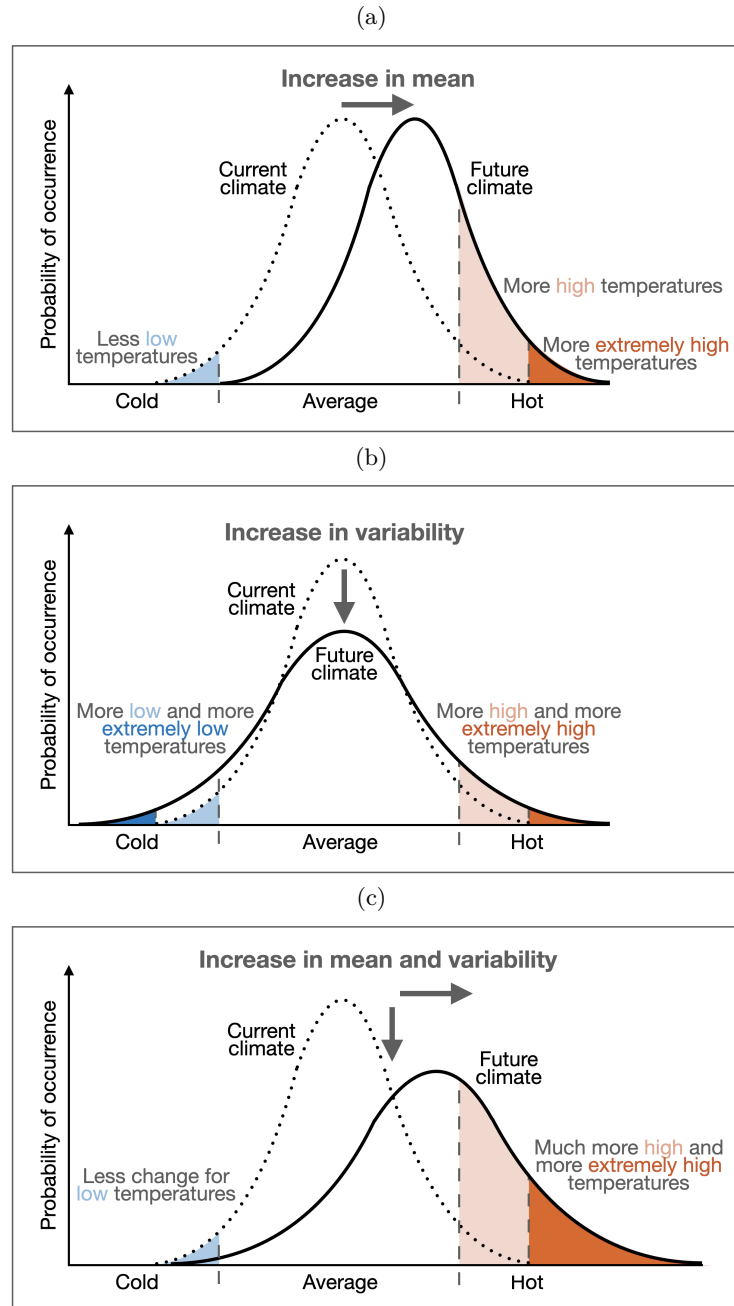 (a)
Increase in mean
Probability of occurrence
Current
climate
Future
climate
More high temperatures
Less low
temperatures
More extremely high
temperatures
Cold
Average
Hot
(b)
Increase in variability
Probability of occurrence
Current
climate
Future
climate
More low and more
extremely low
temperatures
More high and more
extremely high
temperatures
Cold
Average
Hot
(c)
Increase in mean and variability
Probability of occurrence
Current
climate
Future
climate
Less change for
low temperatures
Much more high and
more extremely high
temperatures
Cold
Average
Hot